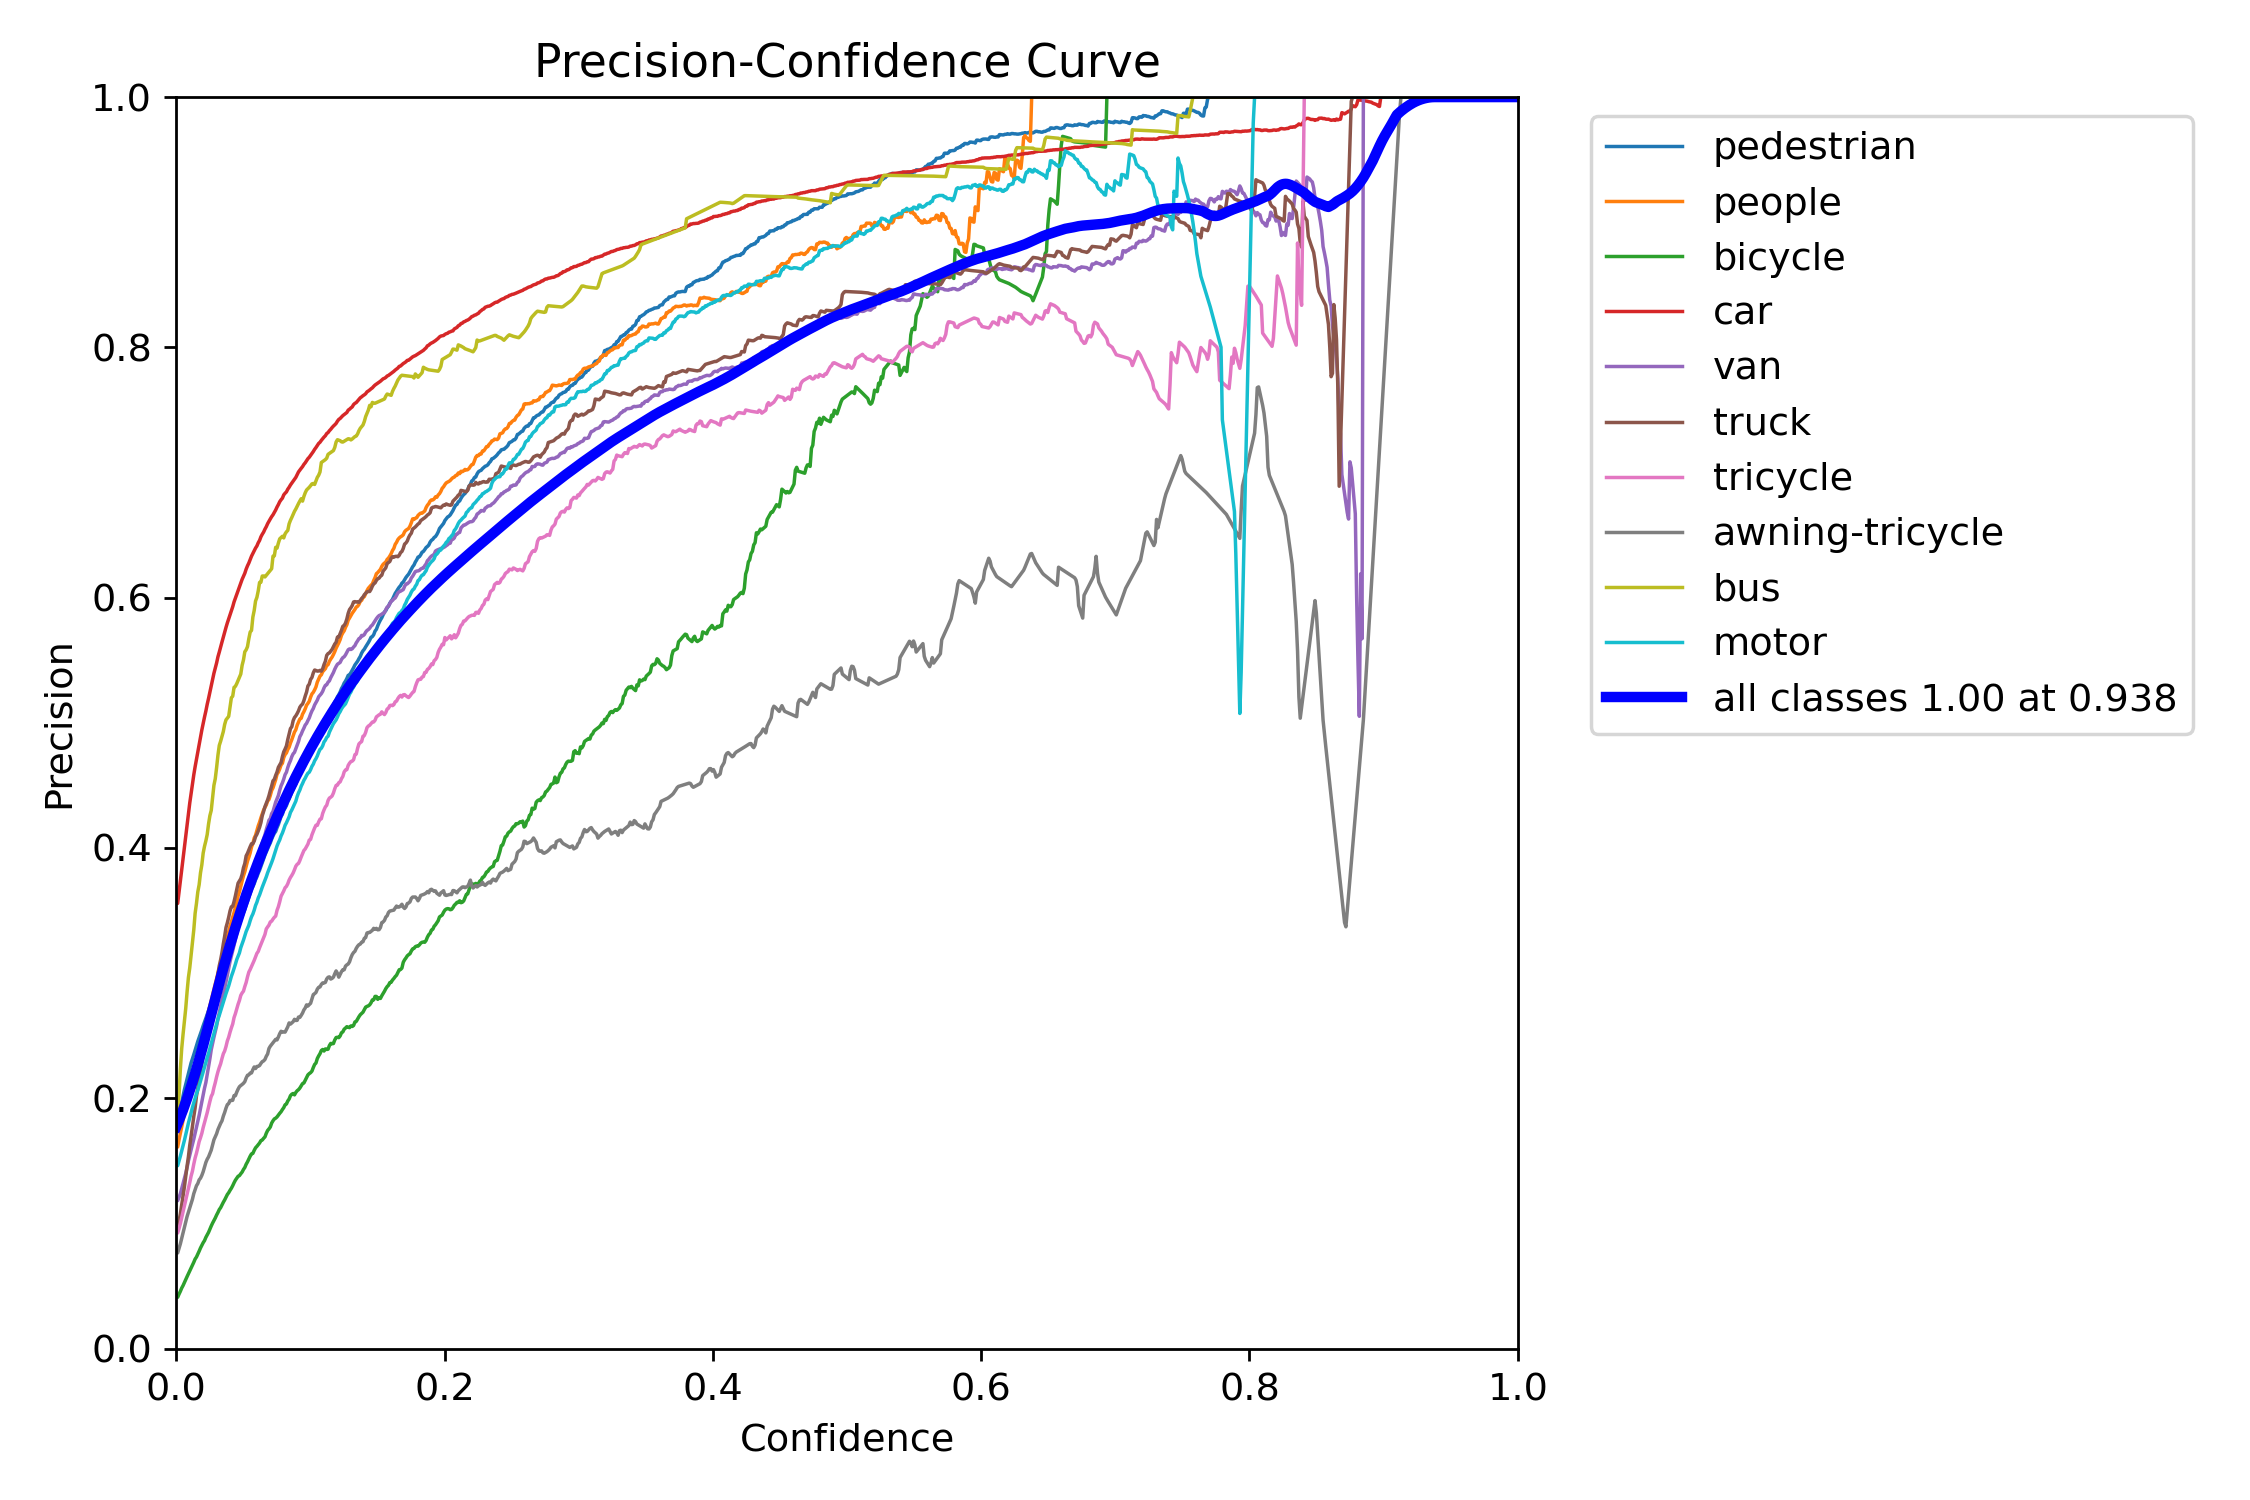 Precision-Confidence Curve
1.0
0.8
0.6
0.4
0.2
0.0
Precision
0.0 0.2 0.4 0.6 0.8 1.0
Confidence
pedestrian
people
bicycle
car
van
truck
tricycle
awning-tricycle
bus
motor
all classes 1.00 at 0.938